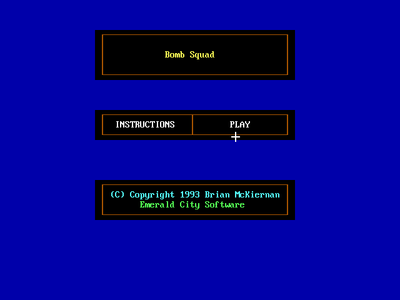 Bomb Squad
INSTRUCTIONS PLAY
(C) Copyright 1993 Brian McKiernan
Emerald City Software